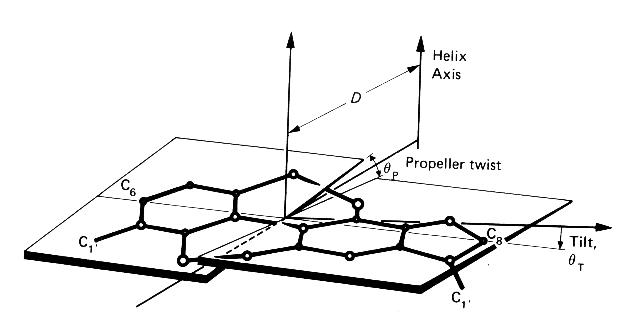 Helix
Axis
D
Propeller twist
θP
C6
C1'
C8
Tilt,
θT
C1'